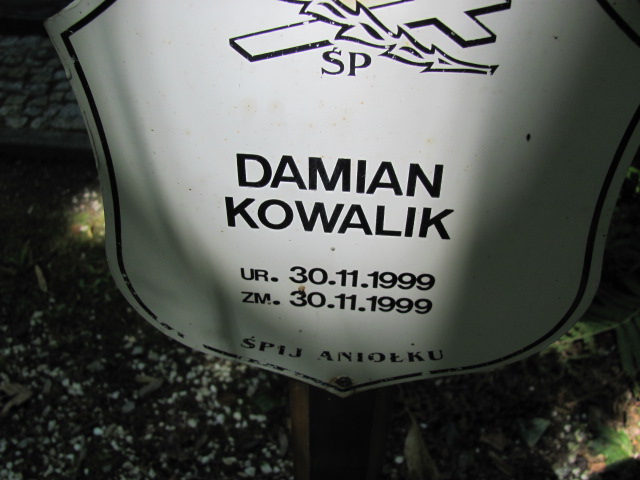 ŚP
DAMIAN
KOWALIK
UR. 30.11.1999
ZM. 30.11.1999
ŚPIJ ANIOŁKU